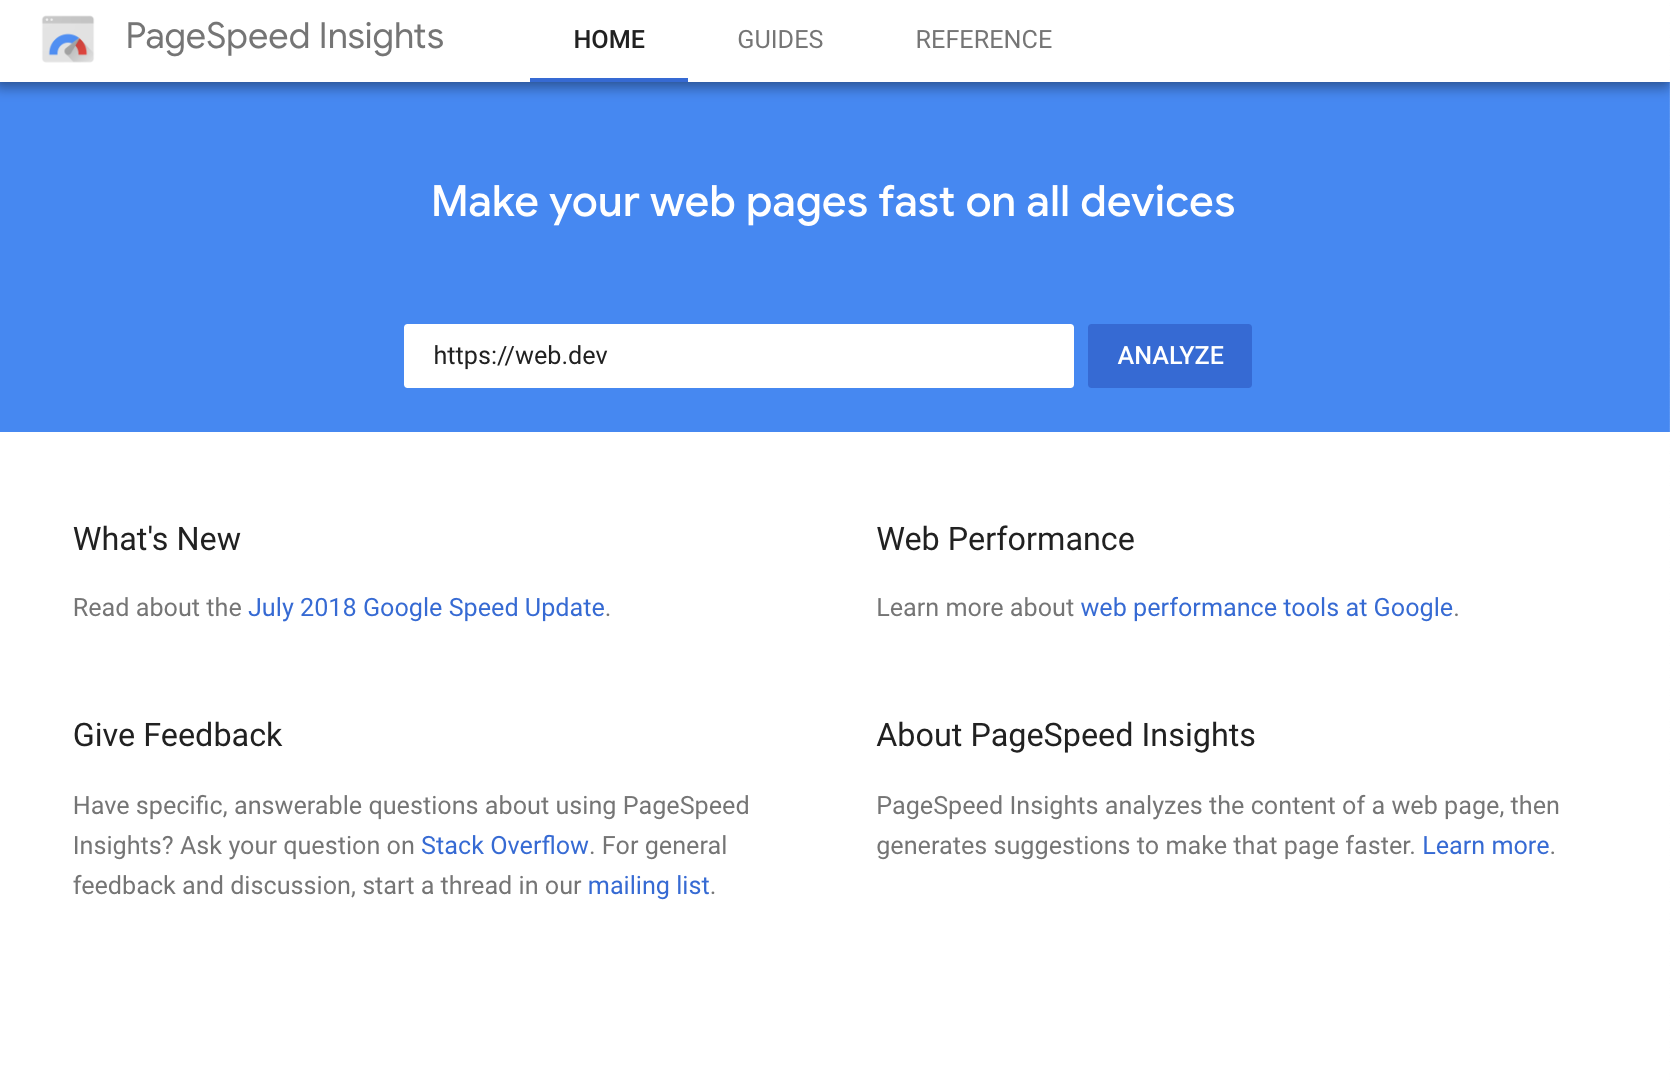 PageSpeed Insights
HOME
GUIDES
REFERENCE
Make your web pages fast on all devices
https://web.dev
ANALYZE
What's New
Read about the July 2018 Google Speed Update.
Web Performance
Learn more about web performance tools at Google.
Give Feedback
Have specific, answerable questions about using PageSpeed
Insights? Ask your question on Stack Overflow. For general
feedback and discussion, start a thread in our mailing list.
About PageSpeed Insights
PageSpeed Insights analyzes the content of a web page, then
generates suggestions to make that page faster. Learn more.